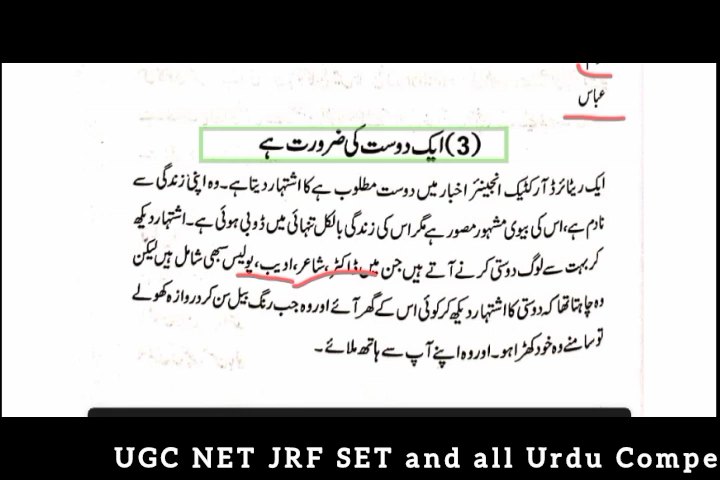 عباس
(3) ایک دوست کی ضرورت ہے
ایک ریٹائرڈ آرکٹیک انجینئر اخبار میں دوست مطلوب ہے کا اشتہار دیتا ہے۔ وہ اپنی زندگی سے
نادم ہے، اس کی بیوی مشہور مصور ہے مگر اس کی زندگی بالکل تنہائی میں ڈوبی ہوئی ہے۔ اشتہار دیکھ
کر بہت سے لوگ دوستی کرنے آتے ہیں جن میں ڈاکٹر، شاعر، ادیب، پولیس سبھی شامل ہیں لیکن
وہ چاہتا تھا کہ دوستی کا اشتہار دیکھ کر کوئی اس کے گھر آئے اور وہ جب رنگ بیل سن کر دروازہ کھولے
تو سامنے وہ خود کھڑا ہو۔ اور وہ اپنے آپ سے ہاتھ ملائے۔
UGC NET JRF SET and all Urdu Compe